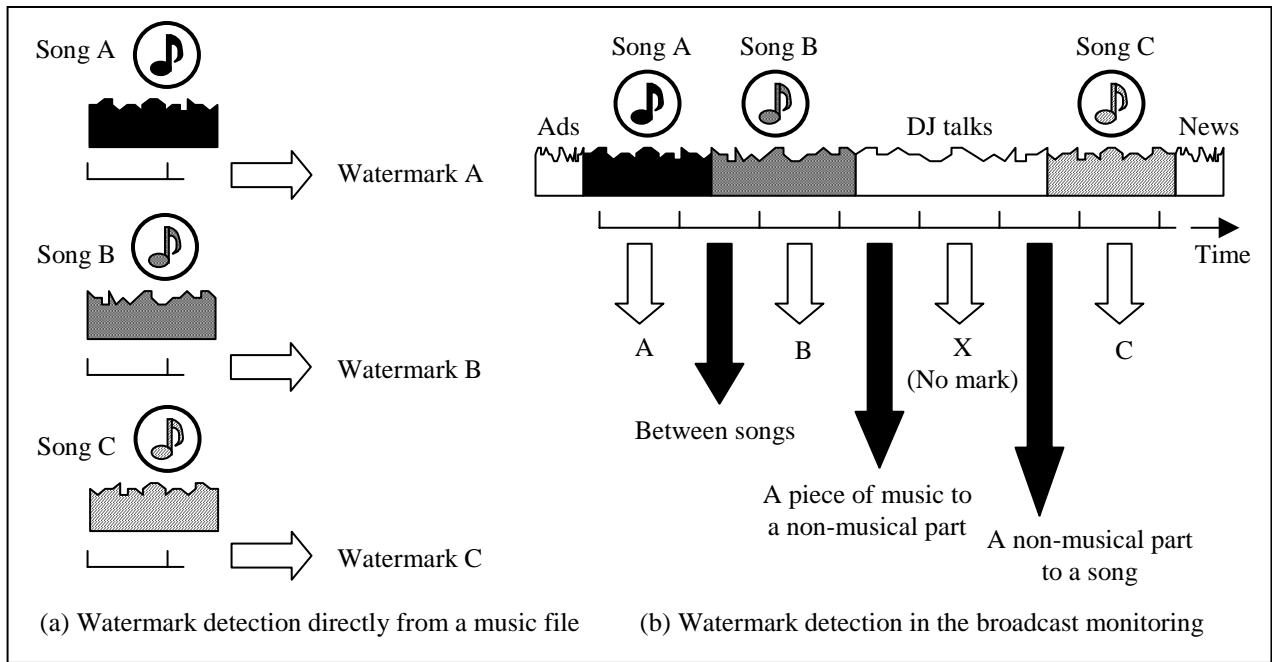 Song A
Watermark A
Song B
Watermark B
Song C
Watermark C
(a) Watermark detection directly from a music file
Song A
Song B
Song C
Ads
DJ talks
News
Time
A
B
X
(No mark)
C
Between songs
A piece of music to
a non-musical part
A non-musical part
to a song
(b) Watermark detection in the broadcast monitoring